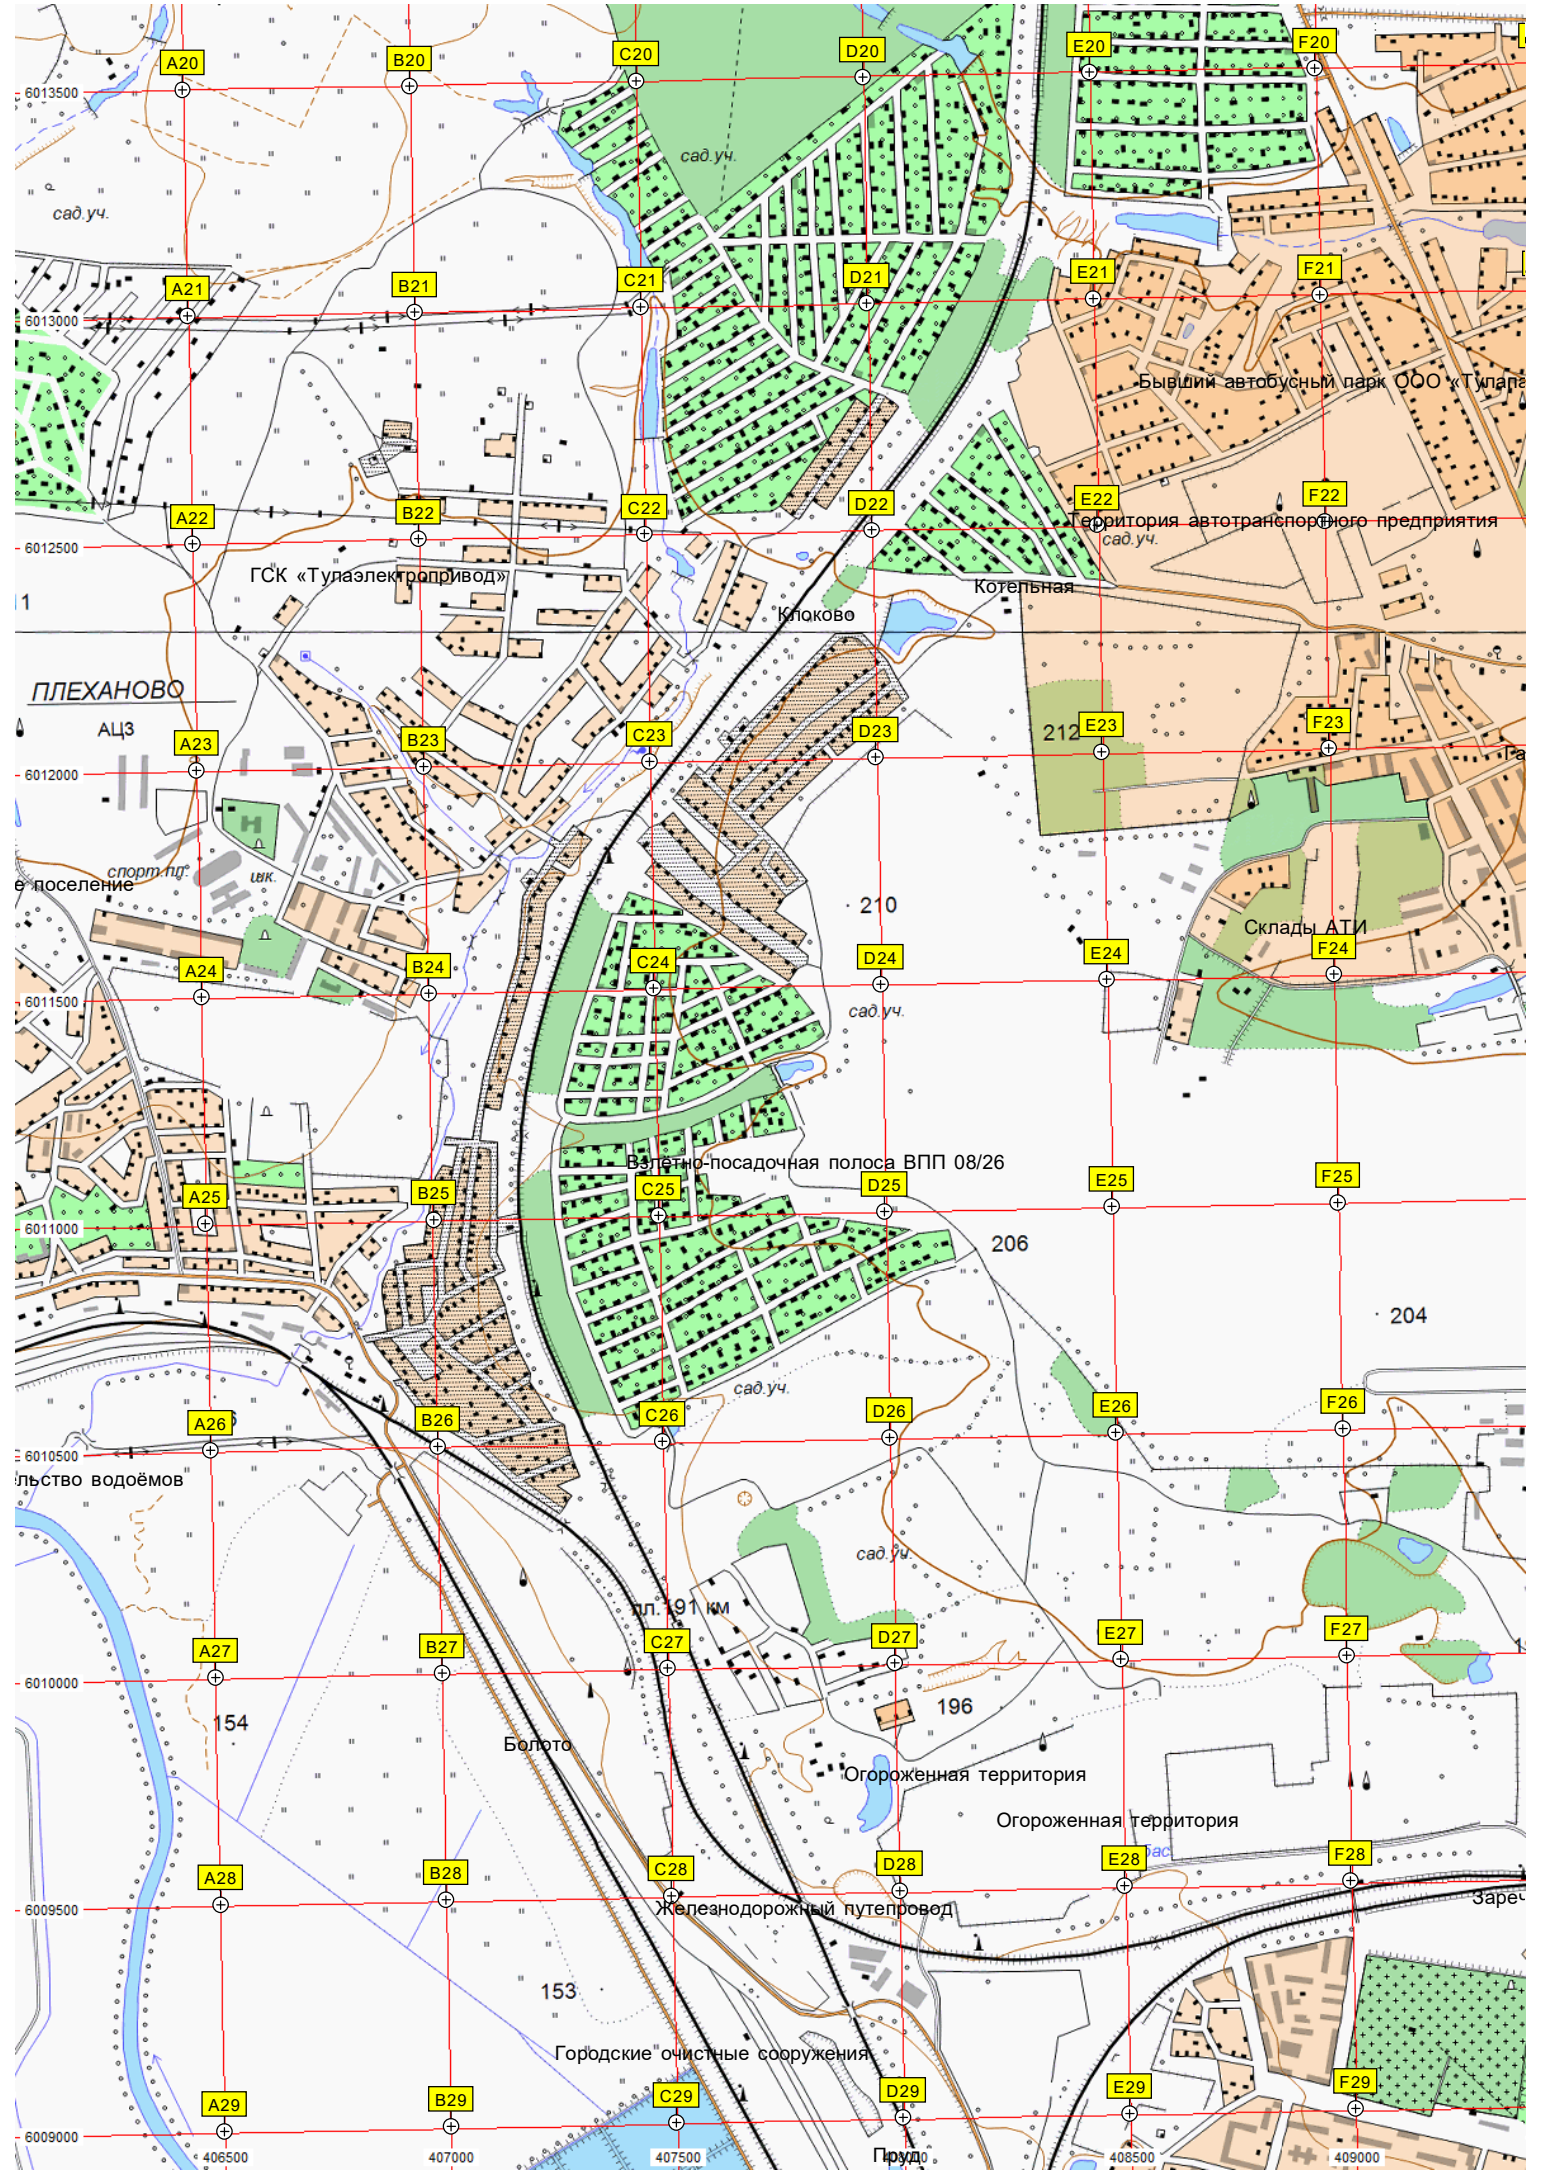 A20 B20 C20 D20 E20 F20
6013500
сад.уч.
сад.уч.
A21 B21 C21 D21 E21 F21
6013000
Бывший автобусный парк ООО «Тулапа
A22 B22 C22 D22 E22 F22
Территория автотранспортного предприятия
сад.уч.
6012500
ГСК «Тулаэлектропривод»
Котельная
Клоково
ПЛЕХАНОВО
АЦЗ
212
A23 B23 C23 D23 E23 F23
6012000
Га
спорт.пл.
шк.
е поселение
210
Склады АТИ
A24 B24 C24 D24 E24 F24
6011500
сад.уч.
Взлетно-посадочная полоса ВПП 08/26
A25 B25 C25 D25 E25 F25
6011000
206
204
сад.уч.
A26 B26 C26 D26 E26 F26
6010500
льство водоёмов
сад.уч.
пл. 191 км
A27 B27 C27 D27 E27 F27
6010000
196
154
Болото
Огороженная территория
Огороженная территория
бас
A28 B28 C28 D28 E28 F28
Зареч
6009500
Железнодорожный путепровод
153
Городские очистные сооружения
A29 B29 C29 D29 E29 F29
6009000
Пруд
406500 407000 407500 408500 409000